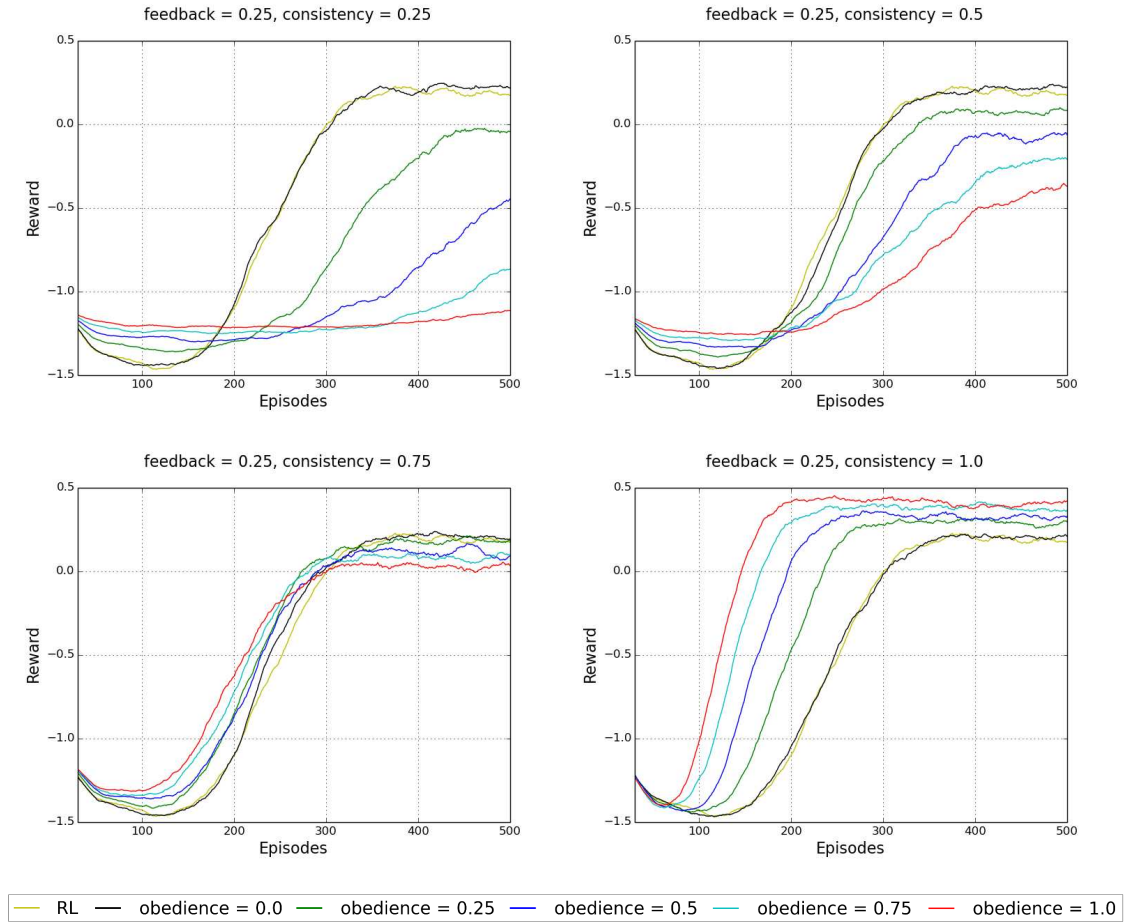 feedback = 0.25, consistency = 0.25
0.5
0.0
−0.5
−1.0
−1.5
Reward
100 200 300 400 500
Episodes
feedback = 0.25, consistency = 0.5
0.5
0.0
−0.5
−1.0
−1.5
Reward
100 200 300 400 500
Episodes
feedback = 0.25, consistency = 0.75
0.5
0.0
−0.5
−1.0
−1.5
Reward
100 200 300 400 500
Episodes
feedback = 0.25, consistency = 1.0
0.5
0.0
−0.5
−1.0
−1.5
Reward
100 200 300 400 500
Episodes
RL obedience = 0.0 obedience = 0.25 obedience = 0.5 obedience = 0.75 obedience = 1.0